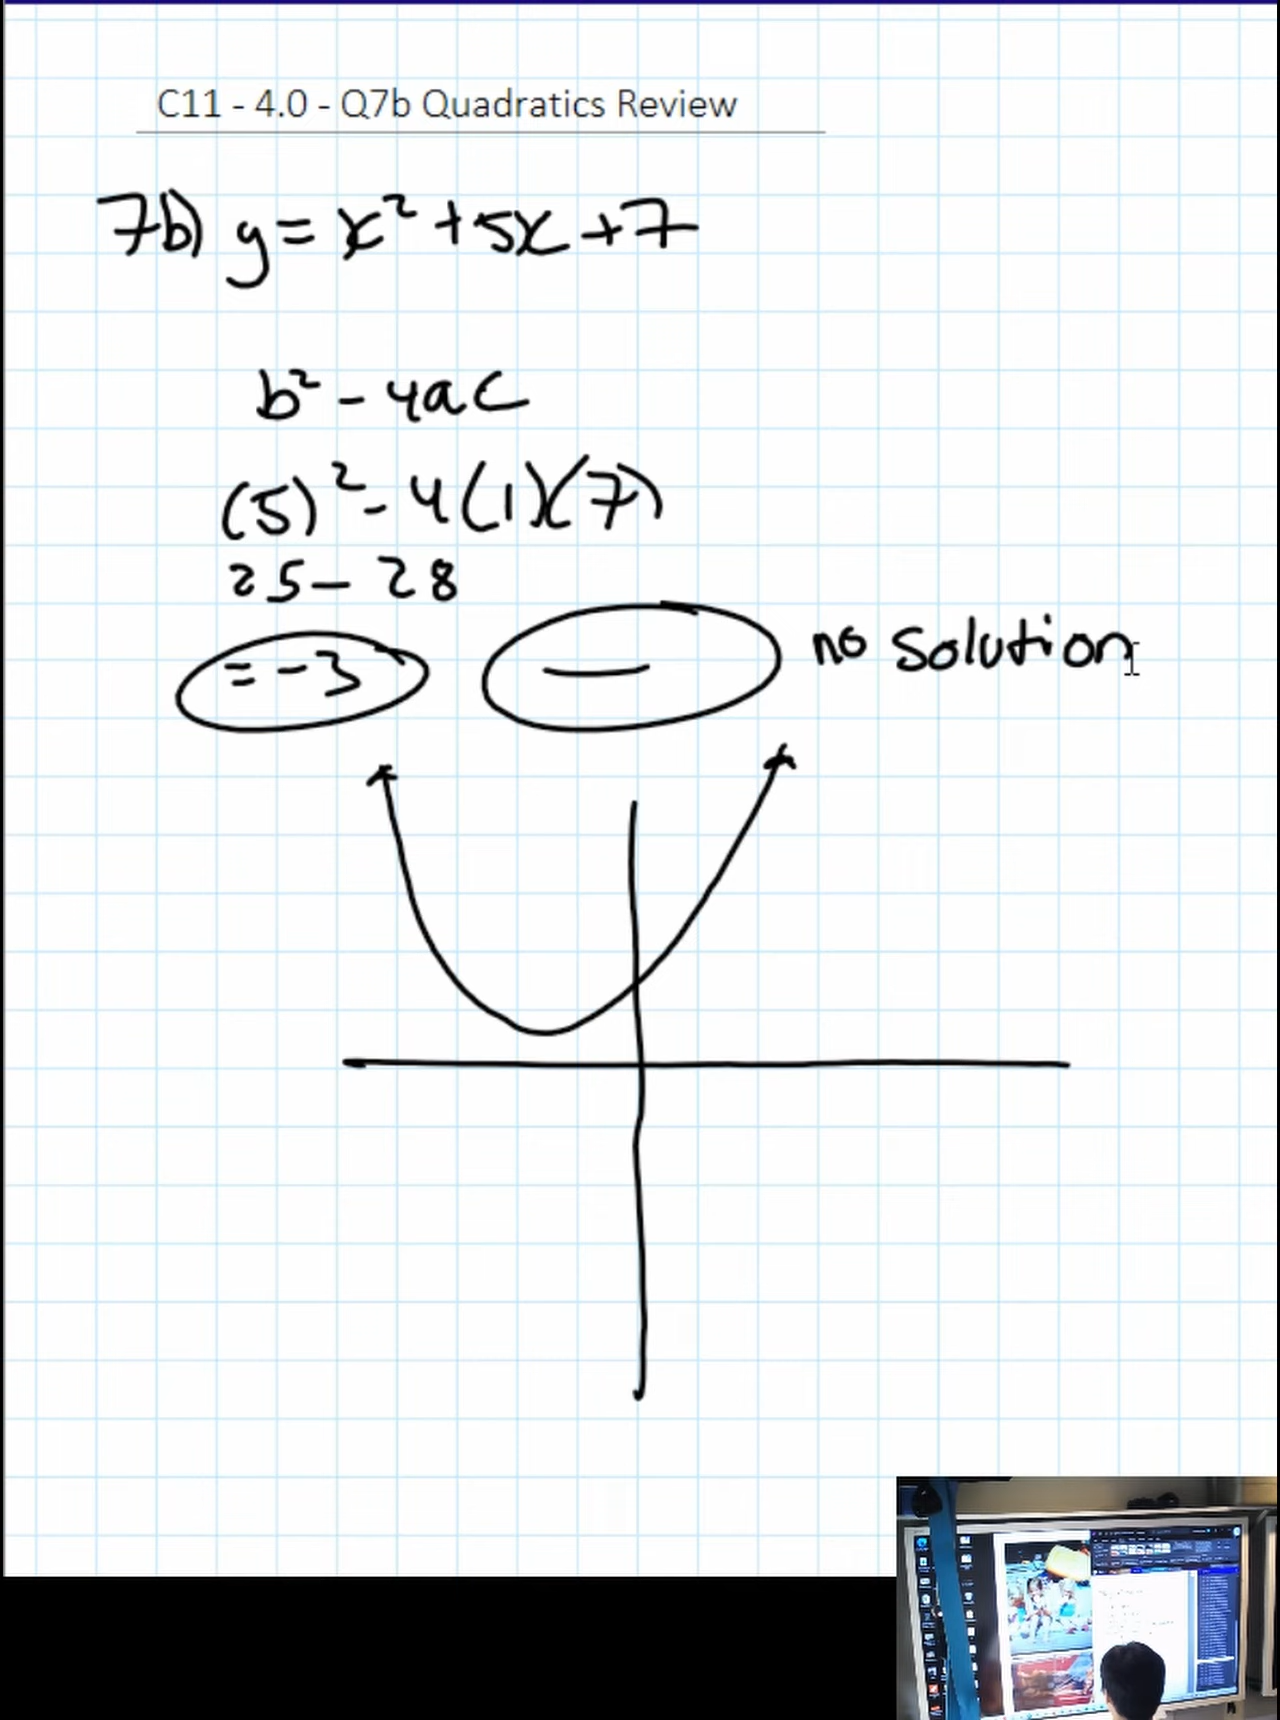 C11 - 4.0 - Q7b Quadratics Review
7b) y = x² + 5x + 7
b² - 4ac
(5)² - 4(1)(7)
25 - 28
= -3 — no solution